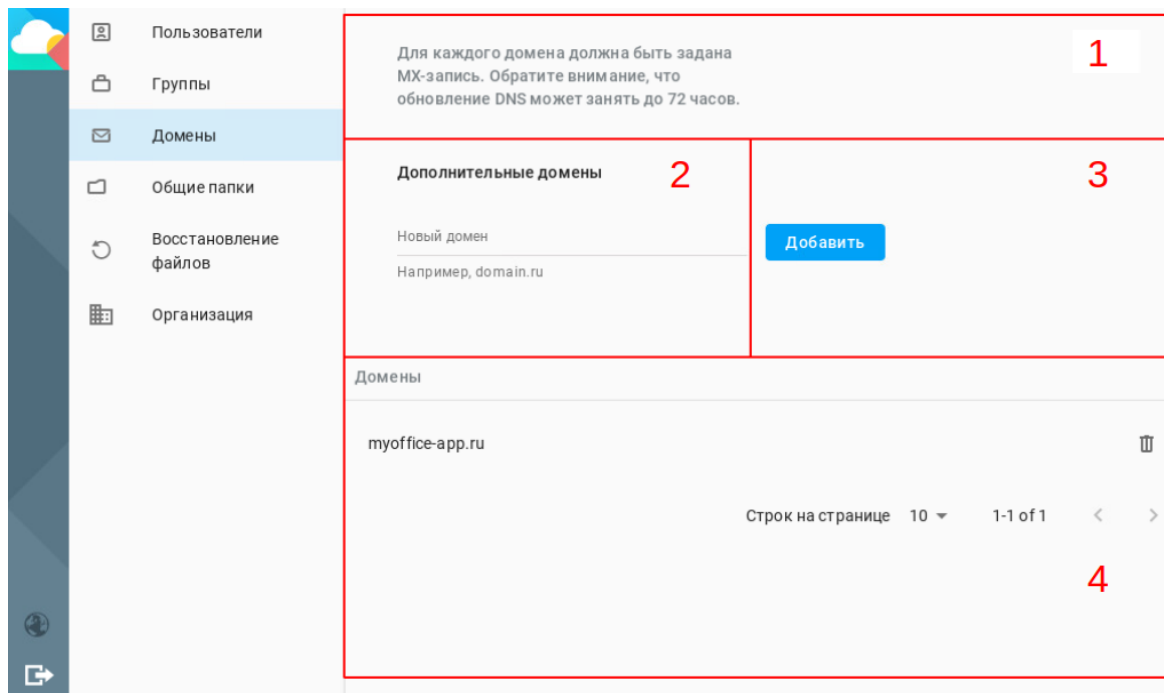 Пользователи
Группы
Домены
Общие папки
Восстановление
файлов
Организация
Для каждого домена должна быть задана
MX-запись. Обратите внимание, что
обновление DNS может занять до 72 часов.
1
Дополнительные домены
2
Новый домен
Например, domain.ru
3
Добавить
Домены
myoffice-app.ru
Строк на странице 10 1-1 of 1
4